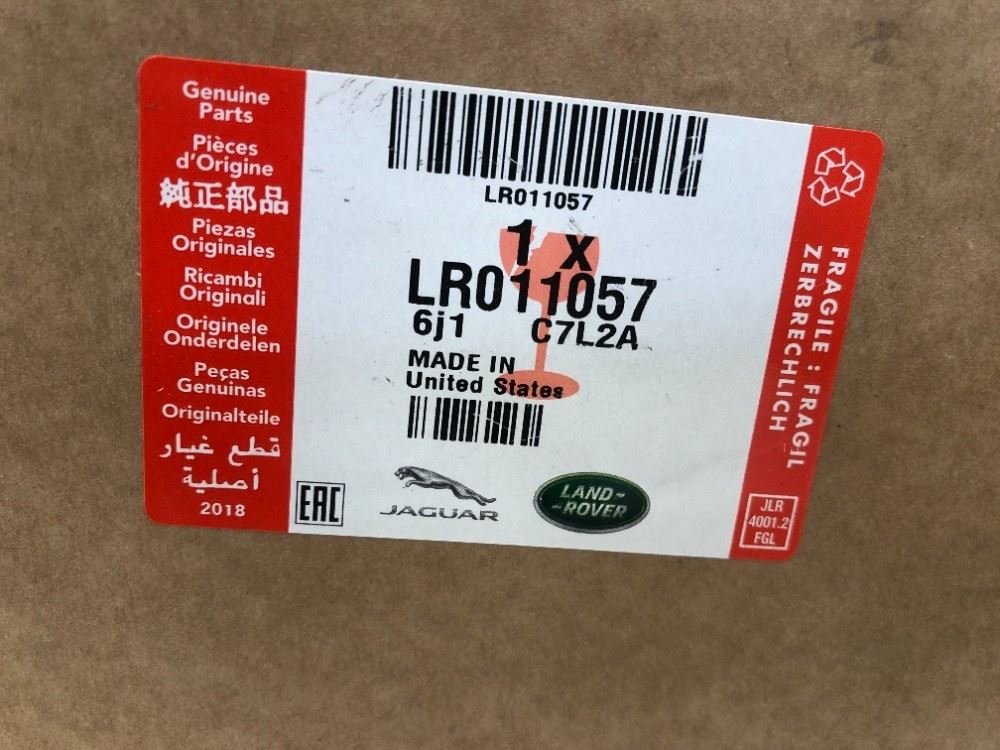 Genuine
Parts
Pièces
d'Origine
純正部品
Piezas
Originales
Ricambi
Originali
Originele
Onderdelen
Peças
Genuinas
Originalteile
قطع غيار
أصلية
2018
LR011057
1 x
LR011057
6j1 C7L2A
MADE IN
United States
EAC
JAGUAR
LAND-
-ROVER
FRAGILE : FRAGIL
ZERBRECHLICH
JLR
4001.2
FGL